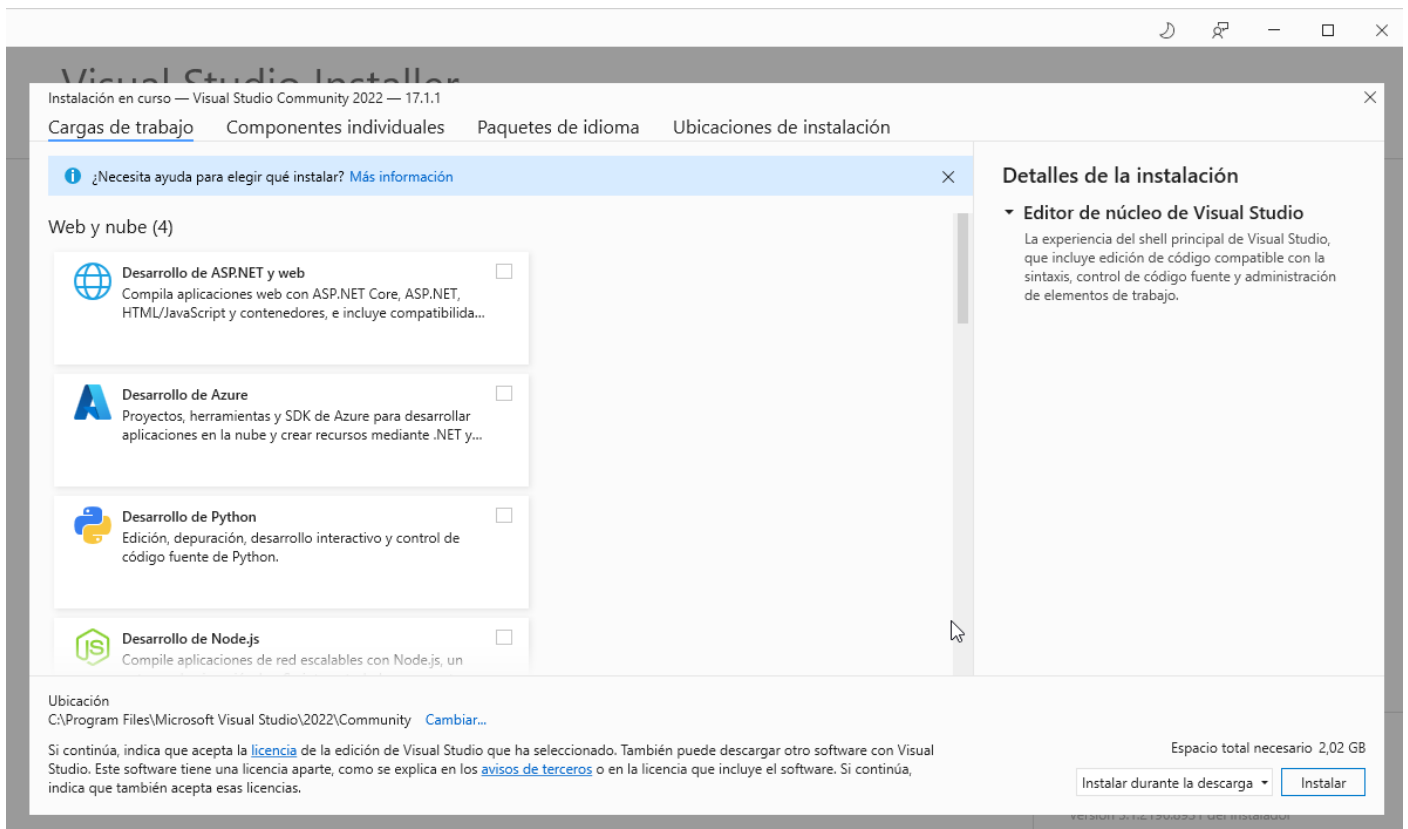 Visual Studio Installer
Instalación en curso — Visual Studio Community 2022 — 17.1.1
Cargas de trabajo Componentes individuales Paquetes de idioma Ubicaciones de instalación
¿Necesita ayuda para elegir qué instalar? Más información
Web y nube (4)
Desarrollo de ASP.NET y web
Compila aplicaciones web con ASP.NET Core, ASP.NET,
HTML/JavaScript y contenedores, e incluye compatibilida...
Desarrollo de Azure
Proyectos, herramientas y SDK de Azure para desarrollar
aplicaciones en la nube y crear recursos mediante .NET y...
Desarrollo de Python
Edición, depuración, desarrollo interactivo y control de
código fuente de Python.
Desarrollo de Node.js
Compile aplicaciones de red escalables con Node.js, un
Detalles de la instalación
Editor de núcleo de Visual Studio
La experiencia del shell principal de Visual Studio,
que incluye edición de código compatible con la
sintaxis, control de código fuente y administración
de elementos de trabajo.
Ubicación
C:\Program Files\Microsoft Visual Studio\2022\Community Cambiar...
Si continúa, indica que acepta la licencia de la edición de Visual Studio que ha seleccionado. También puede descargar otro software con Visual
Studio. Este software tiene una licencia aparte, como se explica en los avisos de terceros o en la licencia que incluye el software. Si continúa,
indica que también acepta esas licencias.
Espacio total necesario 2,02 GB
Instalar durante la descarga Instalar